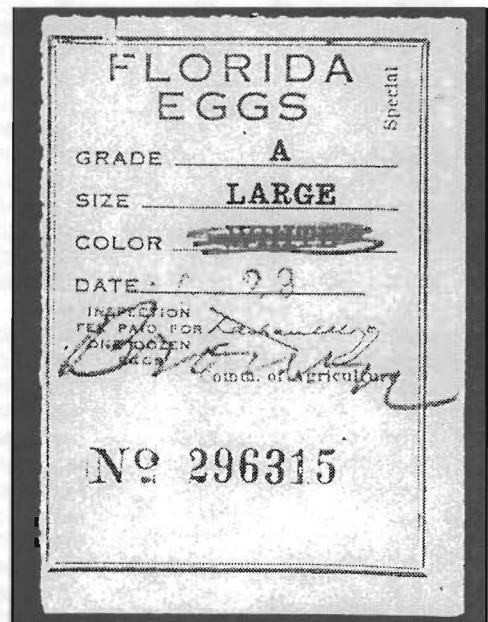 FLORIDA
EGGS
Special
GRADE A
SIZE LARGE
COLOR
DATE 23
INSPECTION
FEE PAID FOR
ONE DOZEN
EGGS
Comm. of Agriculture
Nº 296315